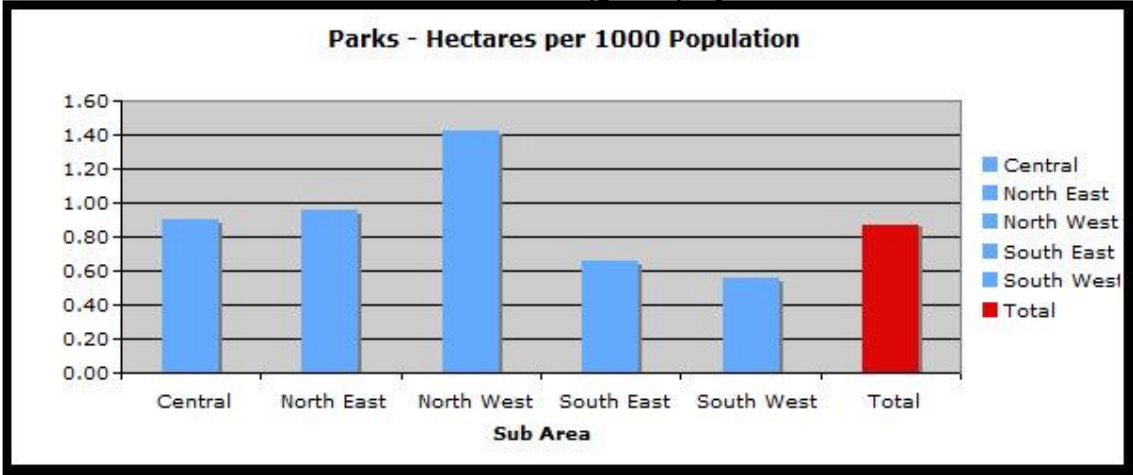 Parks - Hectares per 1000 Population
1.60
1.40
1.20
1.00
0.80
0.60
0.40
0.20
0.00
Central North East North West South East South West Total
Sub Area
Central
North East
North West
South East
South West
Total